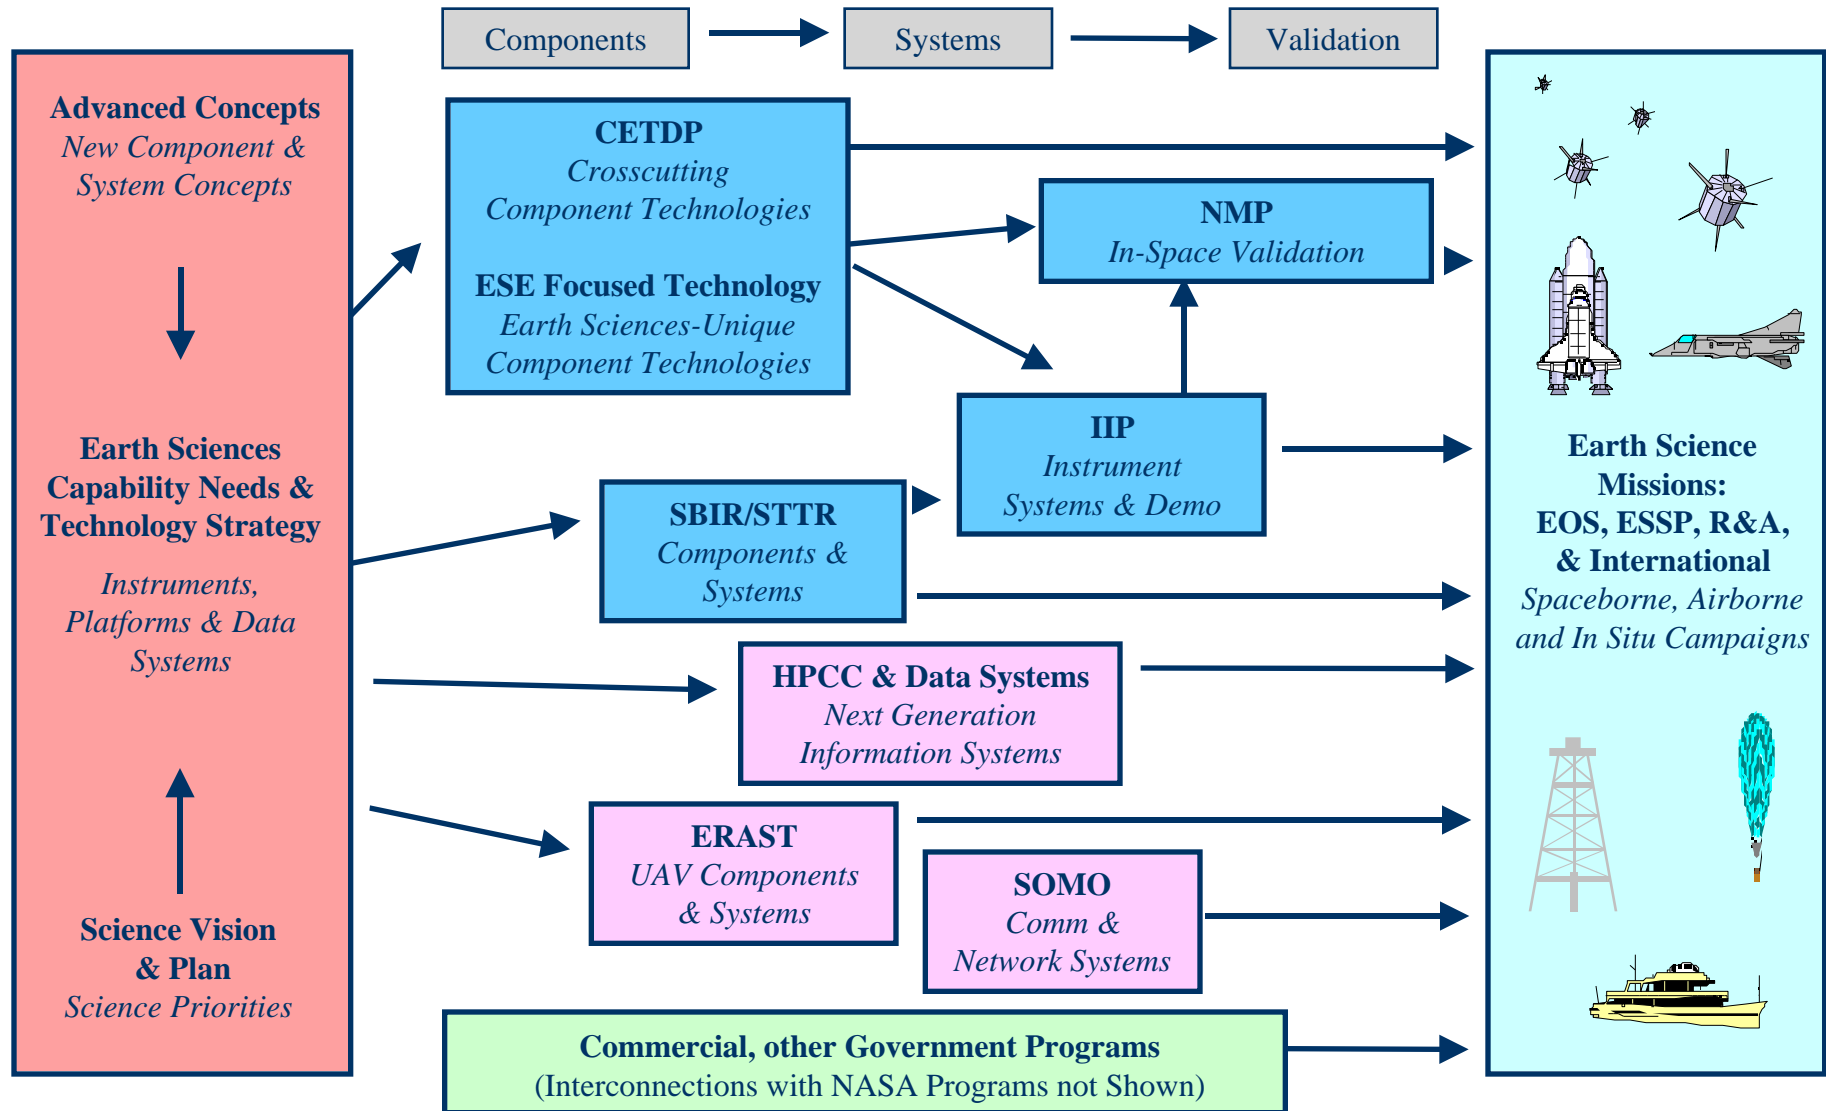 Components
Systems
Validation
Advanced Concepts
New Component &
System Concepts
Earth Sciences
Capability Needs &
Technology Strategy
Instruments,
Platforms & Data
Systems
Science Vision
& Plan
Science Priorities
CETDP
Crosscutting
Component Technologies
ESE Focused Technology
Earth Sciences-Unique
Component Technologies
NMP
In-Space Validation
IIP
Instrument
Systems & Demo
SBIR/STTR
Components &
Systems
HPCC & Data Systems
Next Generation
Information Systems
ERAST
UAV Components
& Systems
SOMO
Comm &
Network Systems
Commercial, other Government Programs
(Interconnections with NASA Programs not Shown)
Earth Science
Missions:
EOS, ESSP, R&A,
& International
Spaceborne, Airborne
and In Situ Campaigns